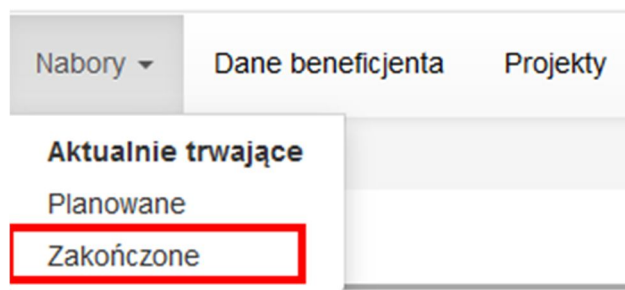 Nabory Dane beneficjenta Projekty
Aktualnie trwające
Planowane
Zakończone